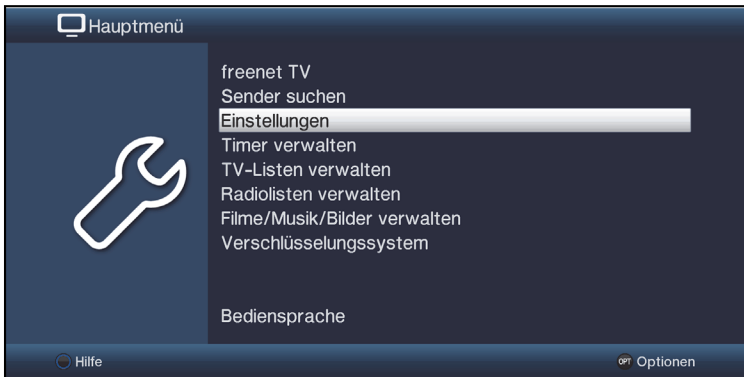 Hauptmenü
freenet TV
Sender suchen
Einstellungen
Timer verwalten
TV-Listen verwalten
Radiolisten verwalten
Filme/Musik/Bilder verwalten
Verschlüsselungssystem
Bediensprache
Hilfe
OPT Optionen